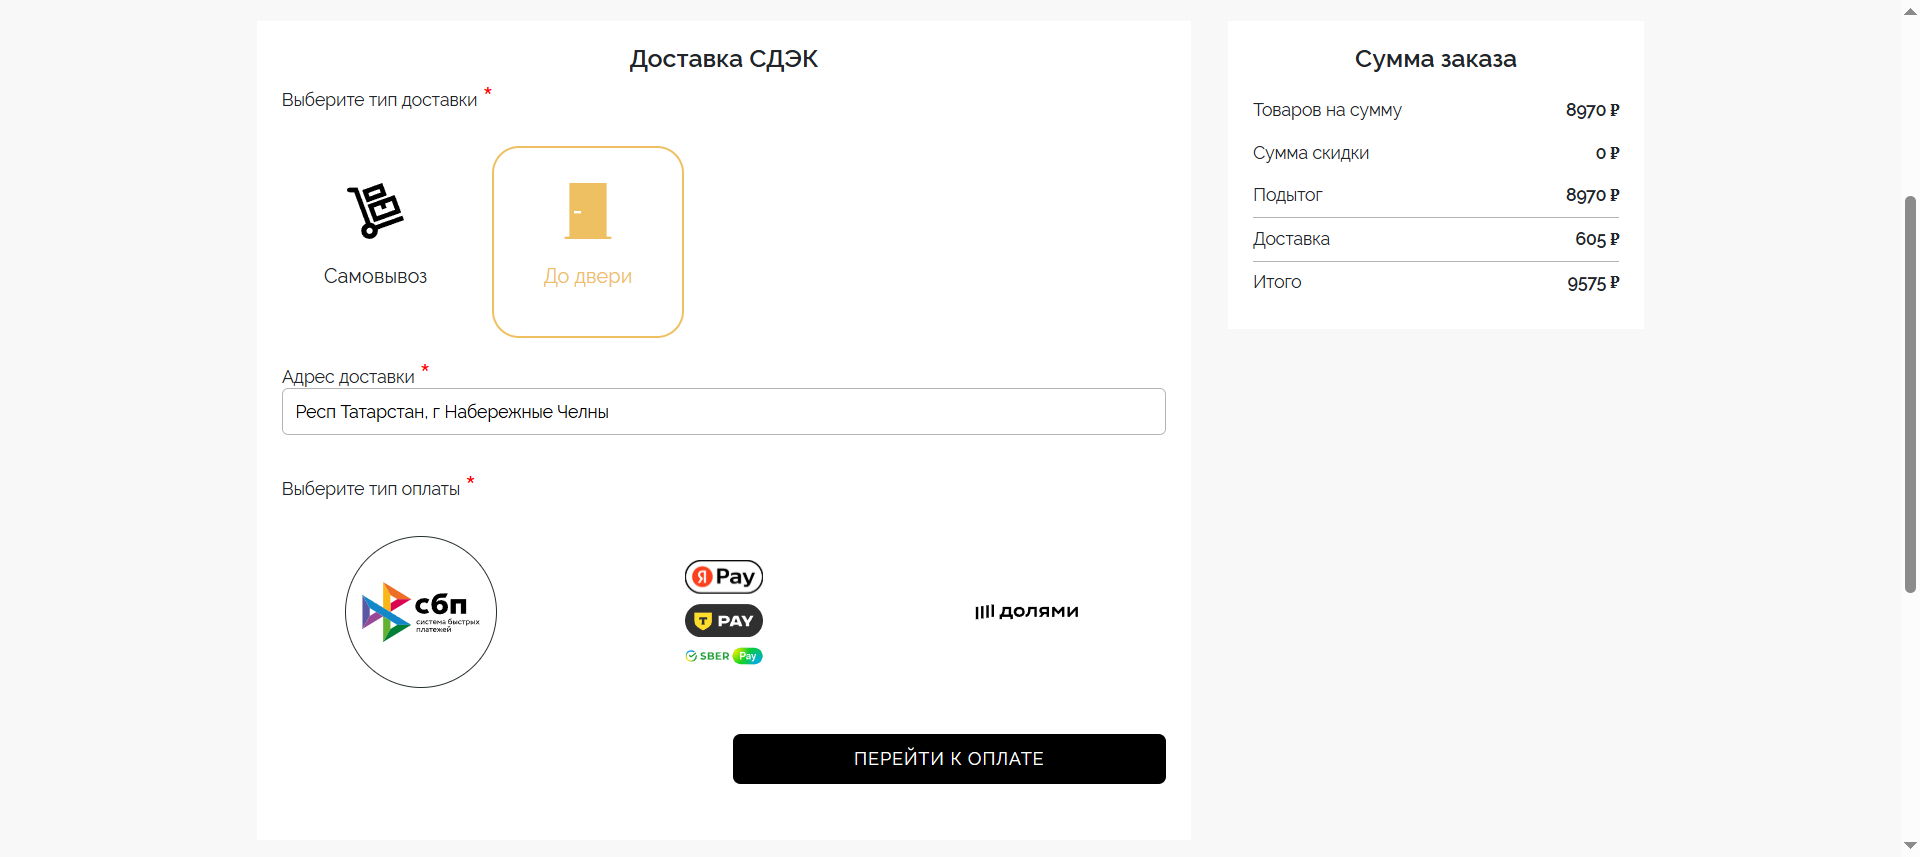 Доставка СДЭК
Выберите тип доставки *
Самовывоз
До двери
Адрес доставки *
Респ Татарстан, г Набережные Челны
Выберите тип оплаты *
сбп
система быстрых
платежей
Я Pay
T PAY
SBER Pay
долями
ПЕРЕЙТИ К ОПЛАТЕ
Сумма заказа
Товаров на сумму 8970 ₽
Сумма скидки 0 ₽
Подытог 8970 ₽
Доставка 605 ₽
Итого 9575 ₽